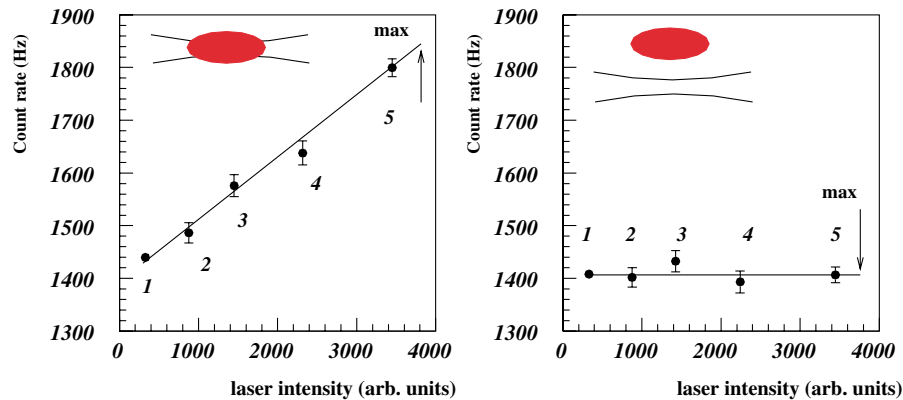 Count rate (Hz)
1900
1800
1700
1600
1500
1400
1300
max
5
4
3
2
1
0 1000 2000 3000 4000
laser intensity (arb. units)
Count rate (Hz)
1900
1800
1700
1600
1500
1400
1300
max
1 2 3 4 5
0 1000 2000 3000 4000
laser intensity (arb. units)